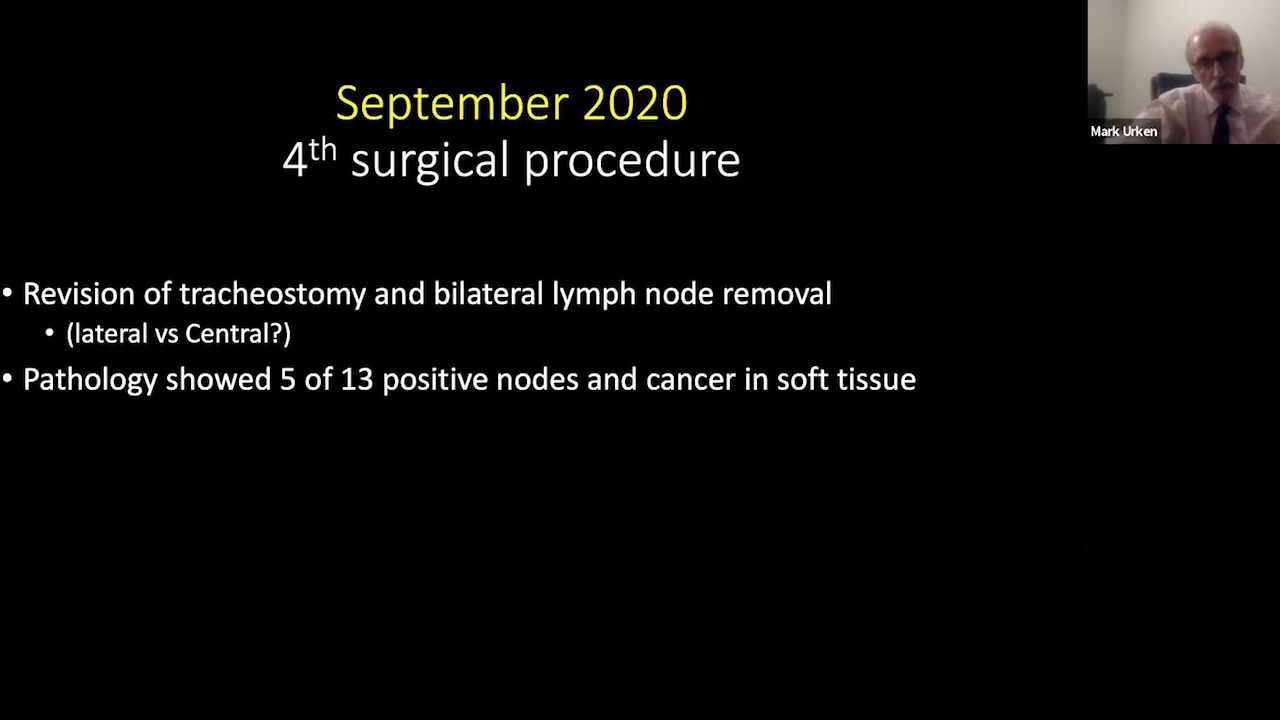 September 2020
4th surgical procedure
Mark Urken
• Revision of tracheostomy and bilateral lymph node removal
• (lateral vs Central?)
• Pathology showed 5 of 13 positive nodes and cancer in soft tissue